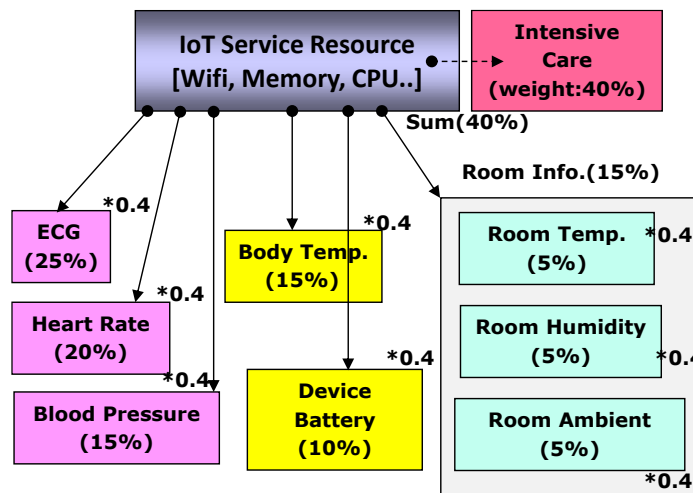 IoT Service Resource
[Wifi, Memory, CPU..]
Intensive
Care
(weight:40%)
Sum(40%)
Room Info.(15%)
*0.4
ECG
(25%)
*0.4
Heart Rate
(20%)
*0.4
Blood Pressure
(15%)
*0.4
Body Temp.
(15%)
*0.4
Device
Battery
(10%)
*0.4
Room Temp.
(5%)
*0.4
Room Humidity
(5%)
*0.4
Room Ambient
(5%)
*0.4